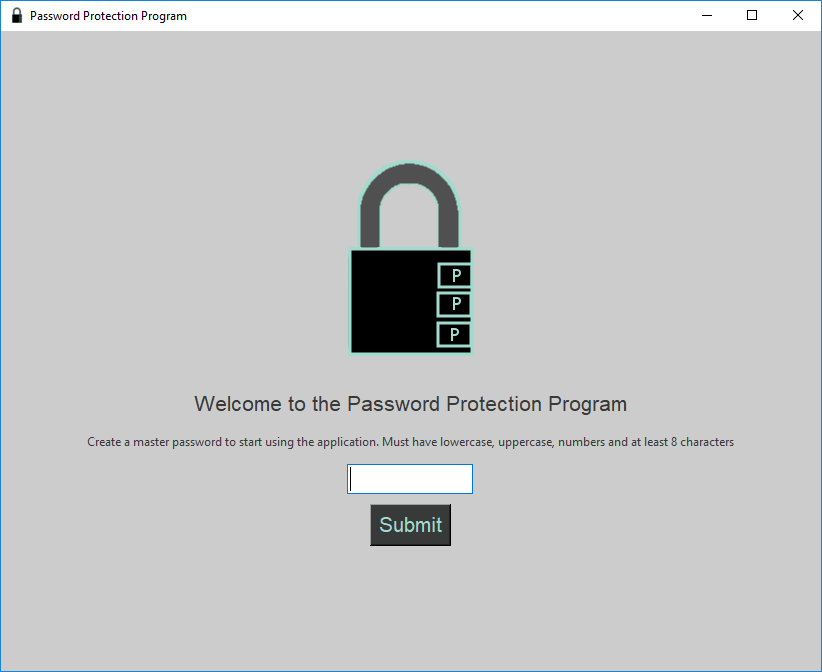 Password Protection Program
P
P
P
Welcome to the Password Protection Program
Create a master password to start using the application. Must have lowercase, uppercase, numbers and at least 8 characters
Submit